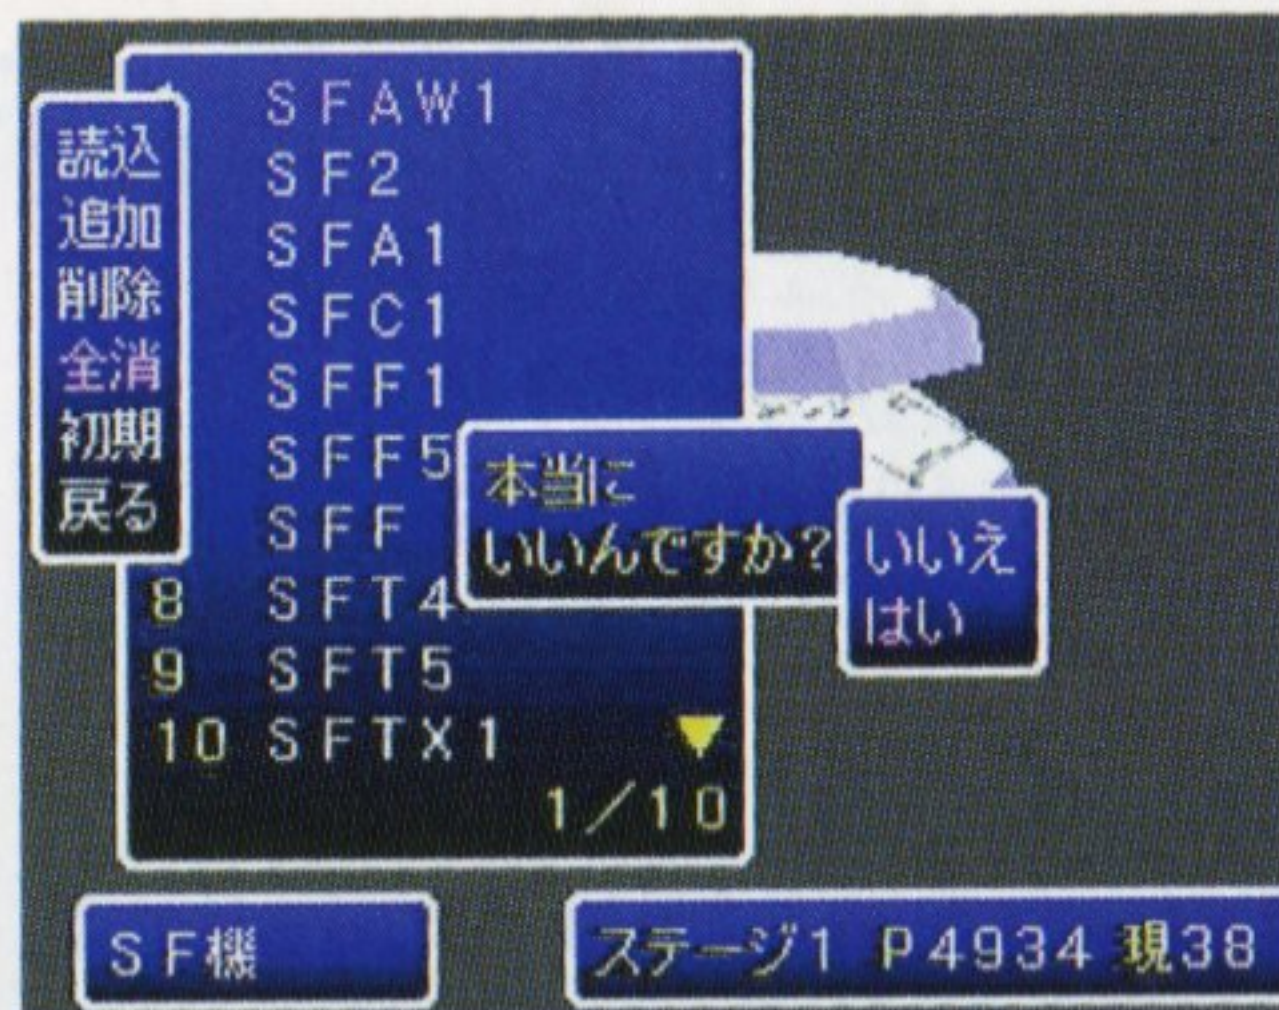 読込
追加
削除
全消
初期
戻る
SFAW1
SF2
SFA1
SFC1
SFF1
SFF5
SFF
8 SFT4
9 SFT5
10 SFTX1 ▼
1/10
本当に
いいんですか?
いいえ
はい
SF機
ステージ1 P4934 現38